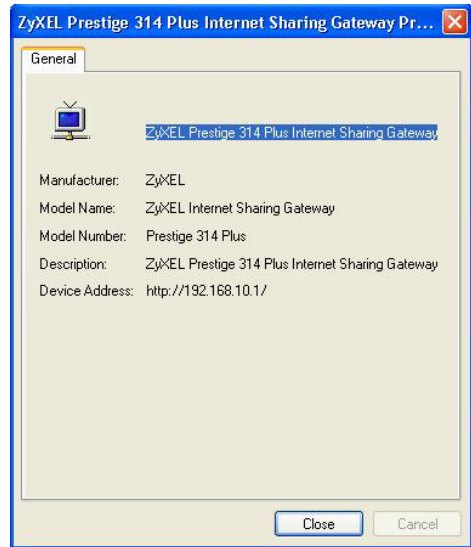 ZyXEL Prestige 314 Plus Internet Sharing Gateway Pr...
General
ZyXEL Prestige 314 Plus Internet Sharing Gateway
Manufacturer: ZyXEL
Model Name: ZyXEL Internet Sharing Gateway
Model Number: Prestige 314 Plus
Description: ZyXEL Prestige 314 Plus Internet Sharing Gateway
Device Address: http://192.168.10.1/
Close Cancel